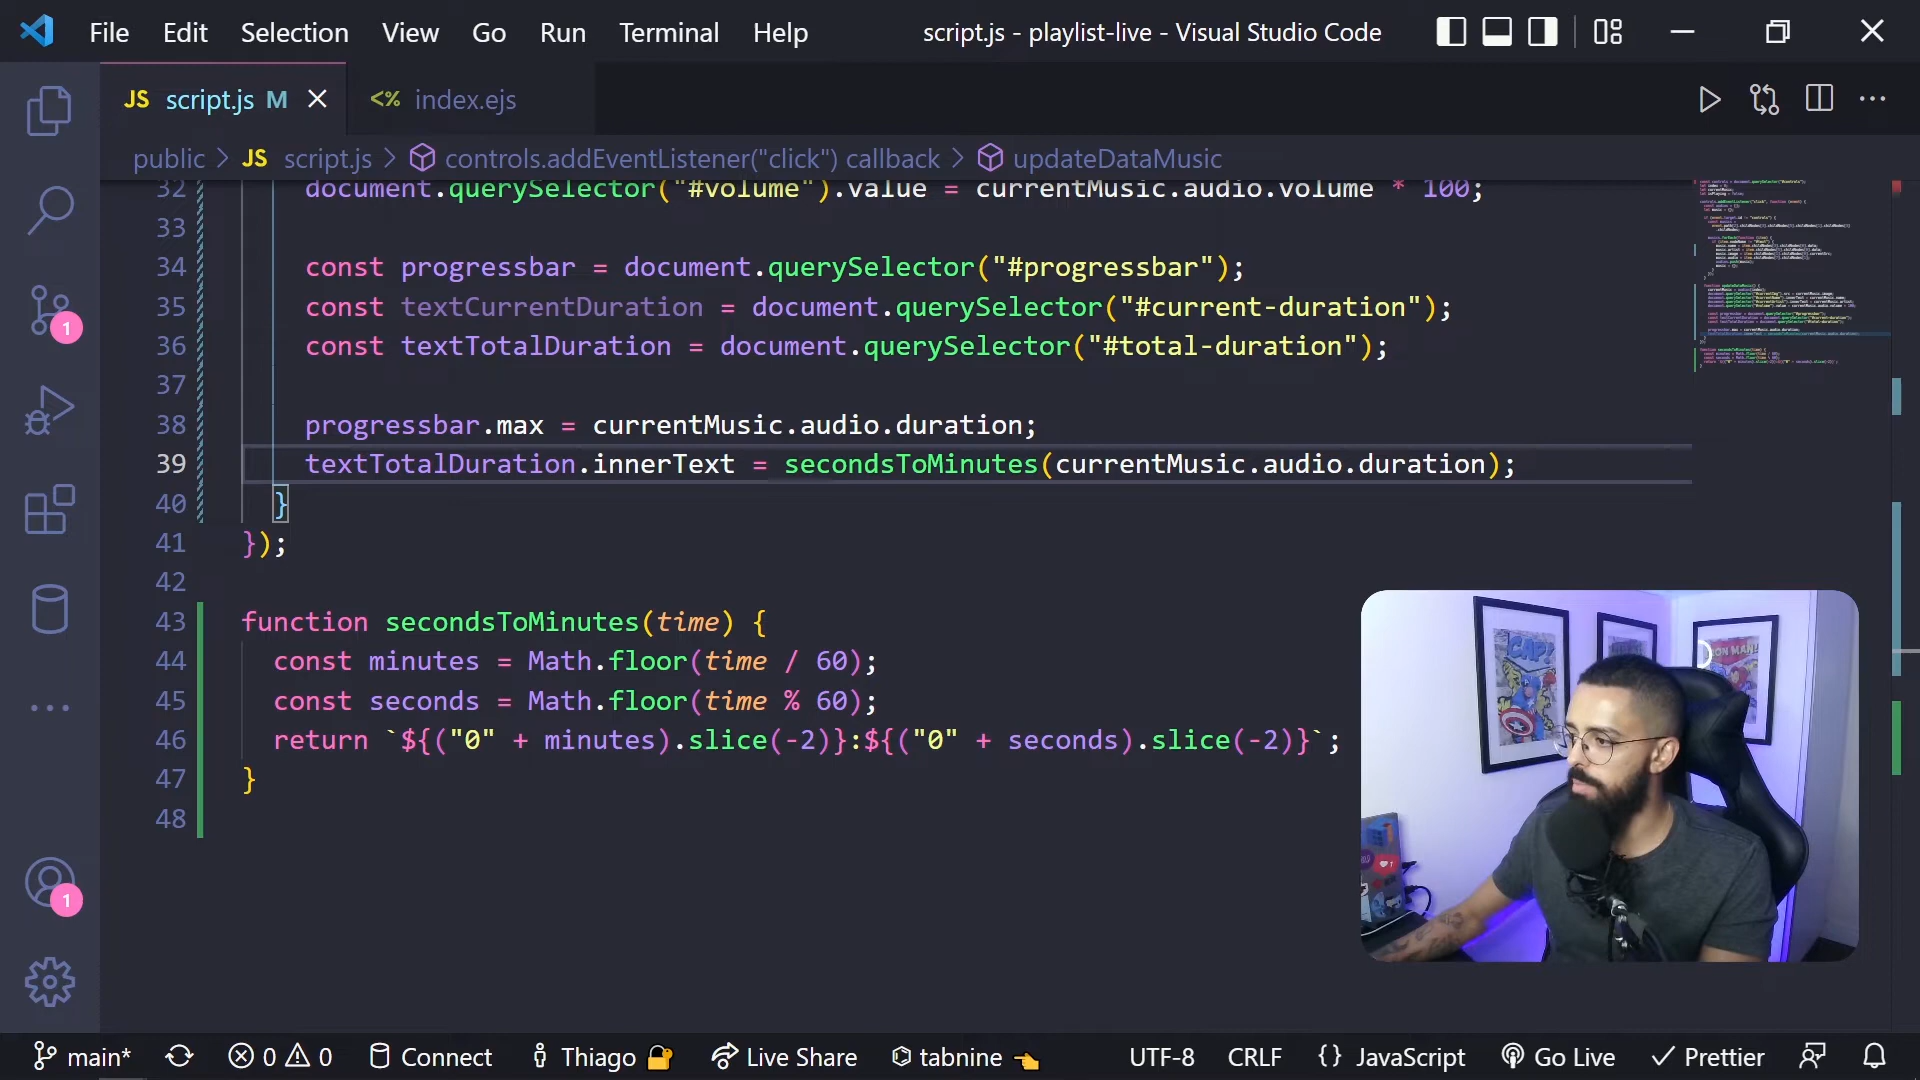 File Edit Selection View Go Run Terminal Help script.js - playlist-live - Visual Studio Code
JS script.js M <% index.ejs
public > JS script.js > controls.addEventListener("click") callback > updateDataMusic
32 document.querySelector("#volume").value = currentMusic.audio.volume * 100;
33
34 const progressbar = document.querySelector("#progressbar");
35 const textCurrentDuration = document.querySelector("#current-duration");
36 const textTotalDuration = document.querySelector("#total-duration");
37
38 progressbar.max = currentMusic.audio.duration;
39 textTotalDuration.innerText = secondsToMinutes(currentMusic.audio.duration);
40 }
41 });
42
43 function secondsToMinutes(time) {
44 const minutes = Math.floor(time / 60);
45 const seconds = Math.floor(time % 60);
46 return `${("0" + minutes).slice(-2)}:${("0" + seconds).slice(-2)}`;
47 }
48
1
1
CAP!
IRON MAN!
main* 0 0 Connect Thiago Live Share tabnine UTF-8 CRLF {} JavaScript Go Live Prettier